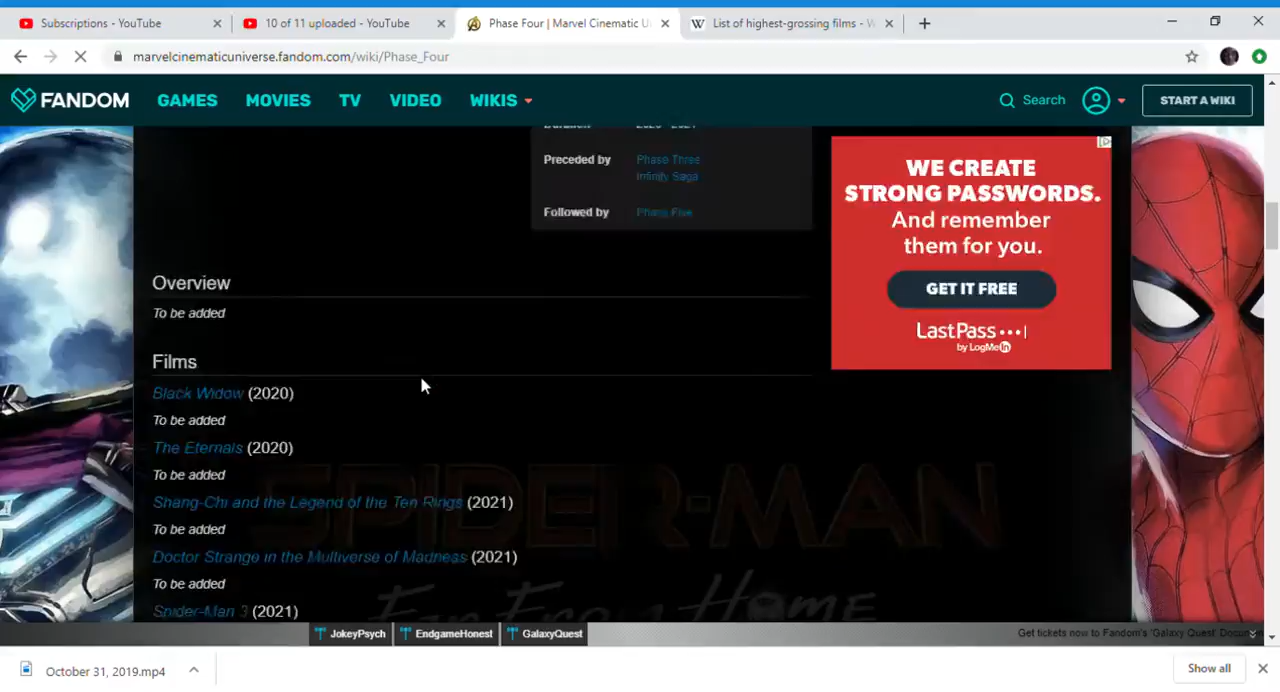 Subscriptions - YouTube
10 of 11 uploaded - YouTube
Phase Four | Marvel Cinematic U
List of highest-grossing films - W
marvelcinematicuniverse.fandom.com/wiki/Phase_Four
FANDOM GAMES MOVIES TV VIDEO WIKIS Search START A WIKI
Preceded by Phase Three
Infinity Saga
Followed by Phase Five
WE CREATE
STRONG PASSWORDS.
And remember
them for you.
GET IT FREE
LastPass
by LogMeIn
Overview
To be added
Films
Black Widow (2020)
To be added
The Eternals (2020)
To be added
Shang-Chi and the Legend of the Ten Rings (2021)
To be added
Doctor Strange in the Multiverse of Madness (2021)
To be added
Spider-Man 3 (2021)
SPIDER-MAN
Far From Home
JokeyPsych EndgameHonest GalaxyQuest
Get tickets now to Fandom's 'Galaxy Quest'
October 31, 2019.mp4
Show all